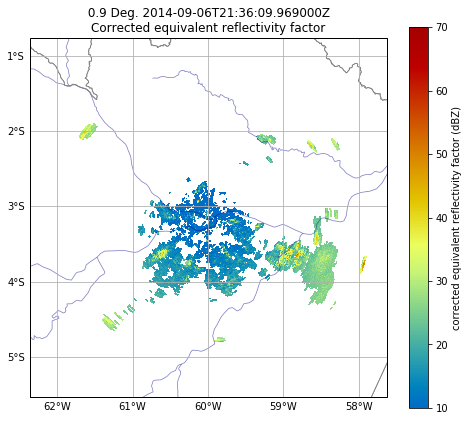 0.9 Deg. 2014-09-06T21:36:09.969000Z
Corrected equivalent reflectivity factor
1°S
2°S
3°S
4°S
5°S
62°W
61°W
60°W
59°W
58°W
70
60
50
40
30
20
10
corrected equivalent reflectivity factor (dBZ)